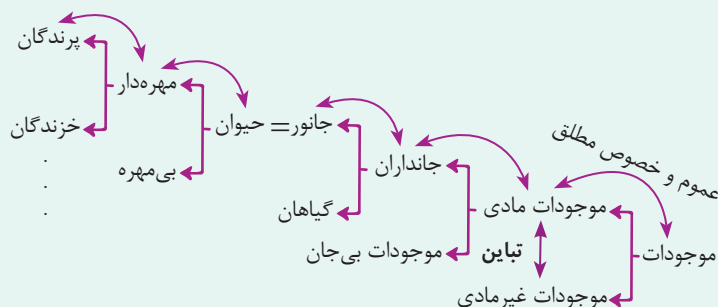 پرندگان
مهره‌دار
خزندگان
حیوان = جانور
بی‌مهره
جانداران
عموم و خصوص مطلق
گیاهان
موجودات مادی
موجودات بی‌جان
تباین
موجودات
موجودات غیرمادی